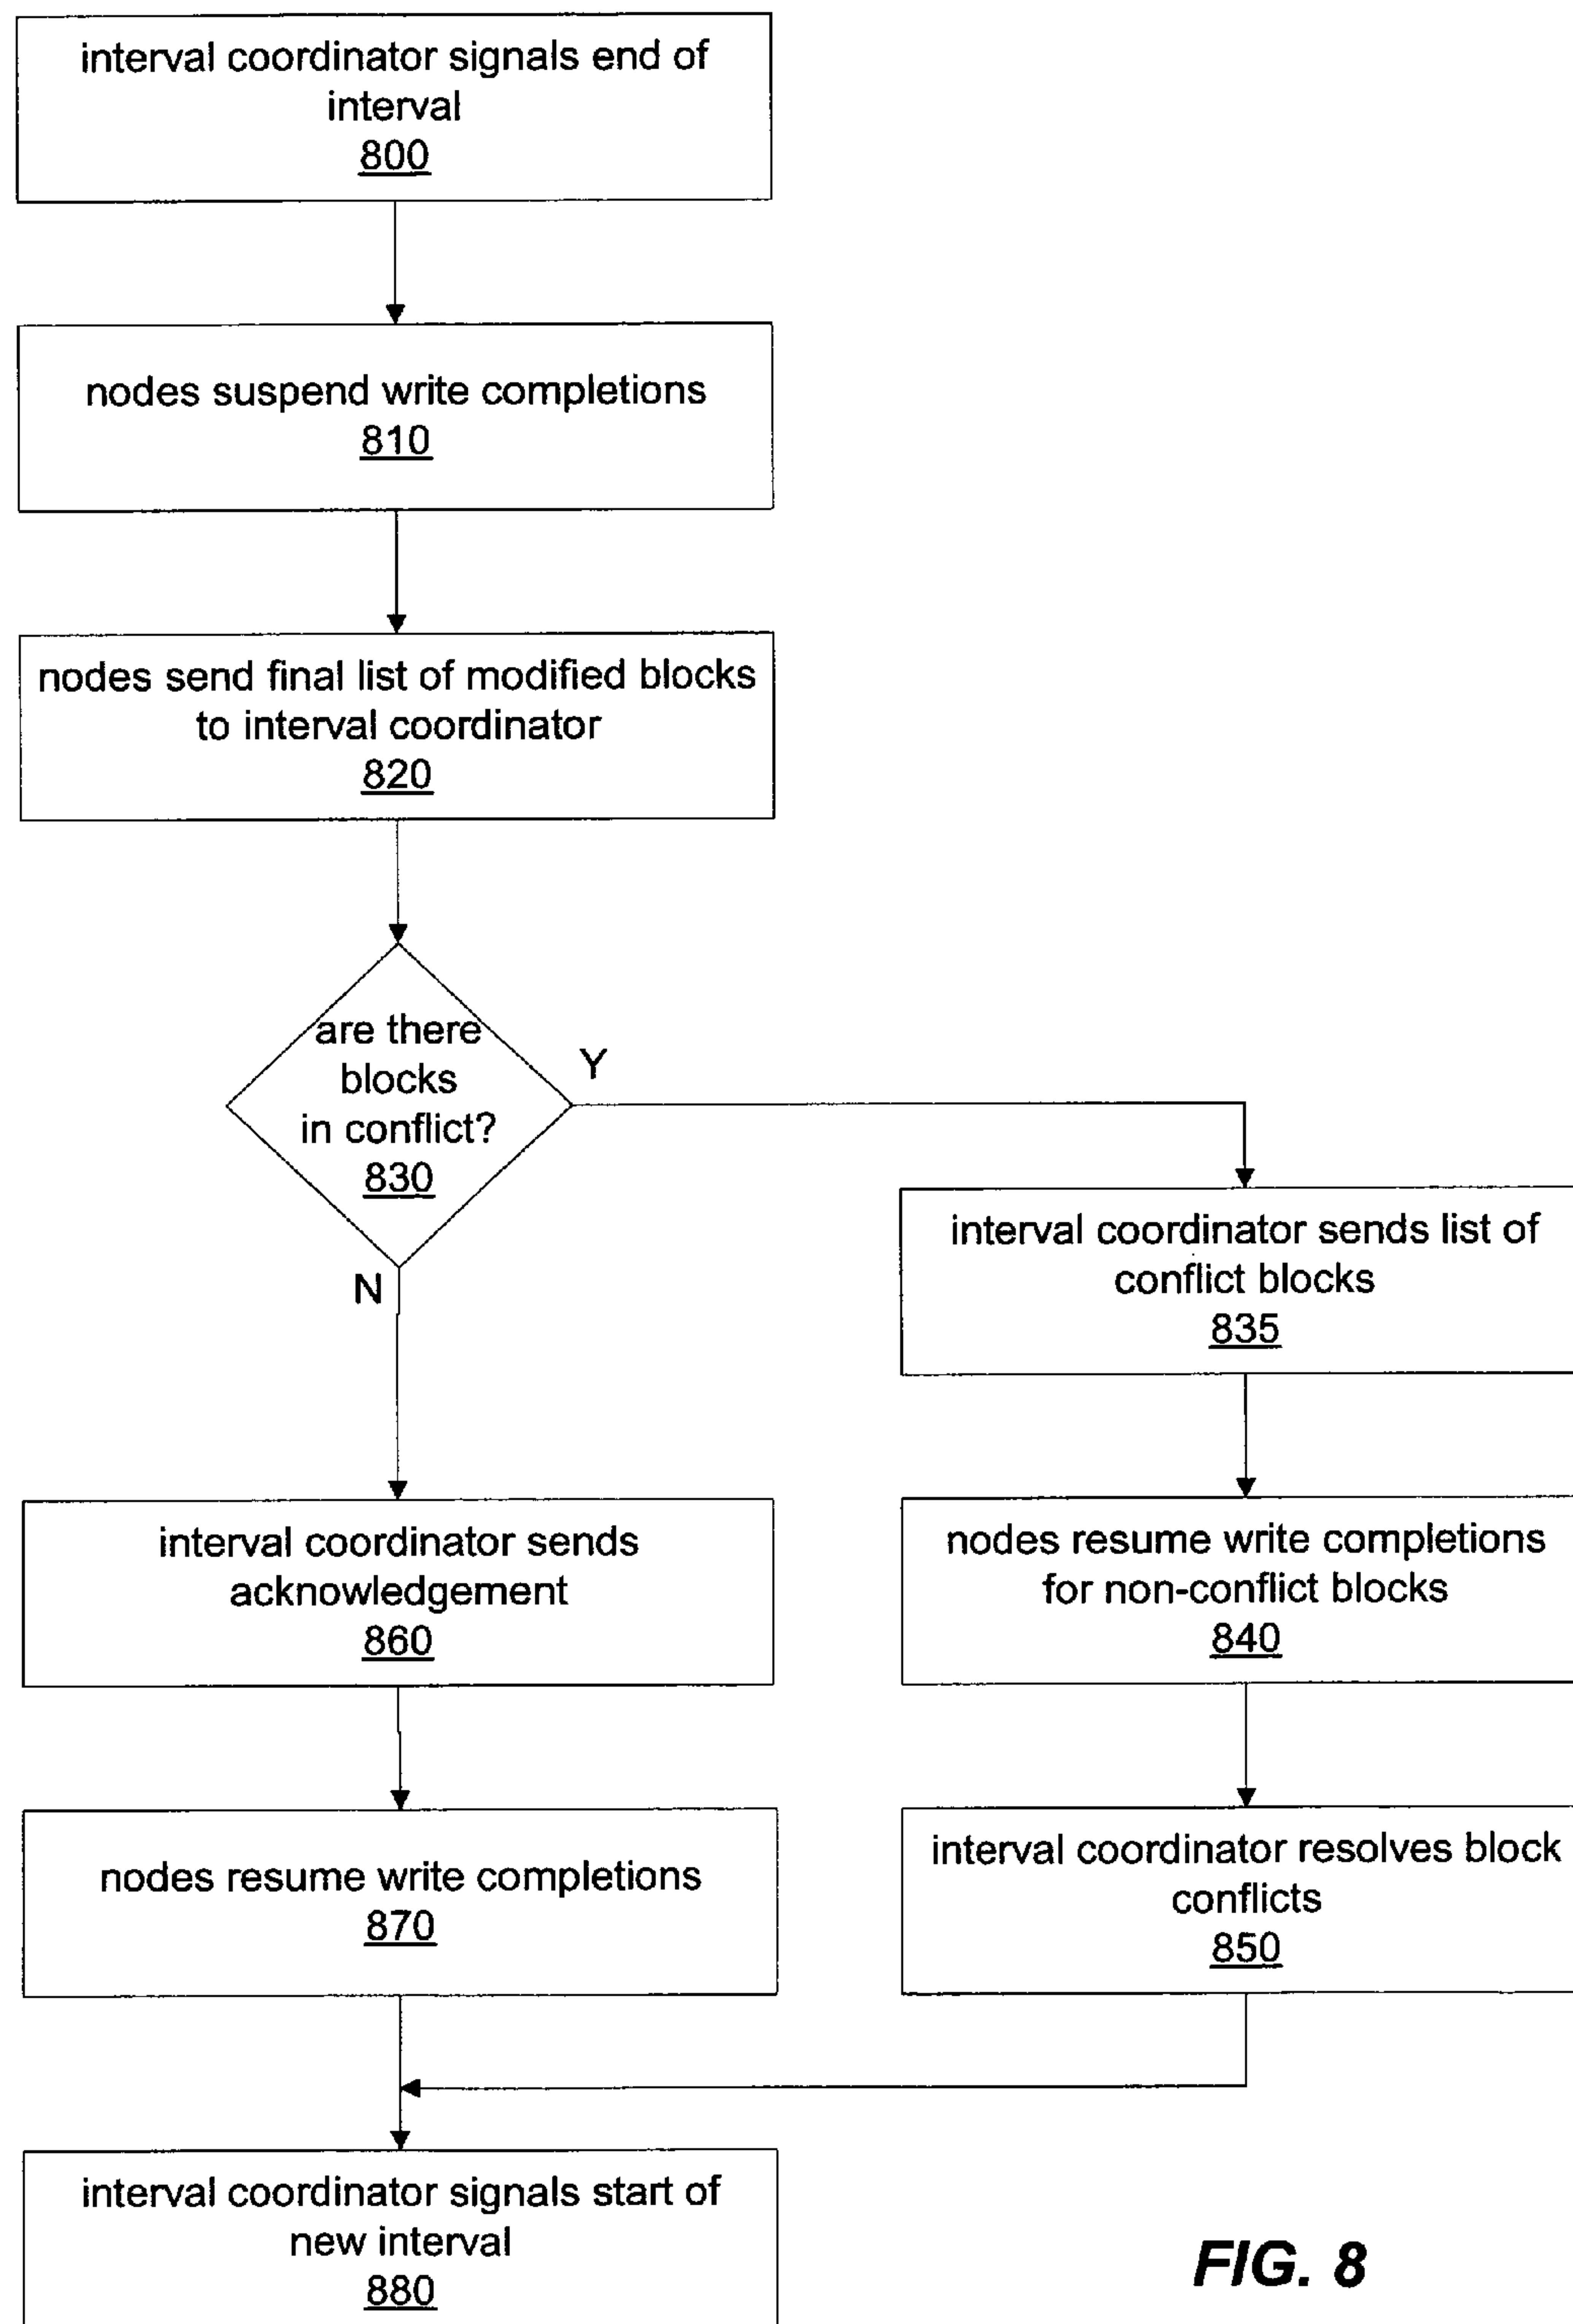 interval coordinator signals end of
interval
800
nodes suspend write completions
810
nodes send final list of modified blocks
to interval coordinator
820
are there
blocks
in conflict?
830
Y
N
interval coordinator sends list of
conflict blocks
835
interval coordinator sends
acknowledgement
860
nodes resume write completions
for non-conflict blocks
840
nodes resume write completions
870
interval coordinator resolves block
conflicts
850
interval coordinator signals start of
new interval
880
FIG. 8